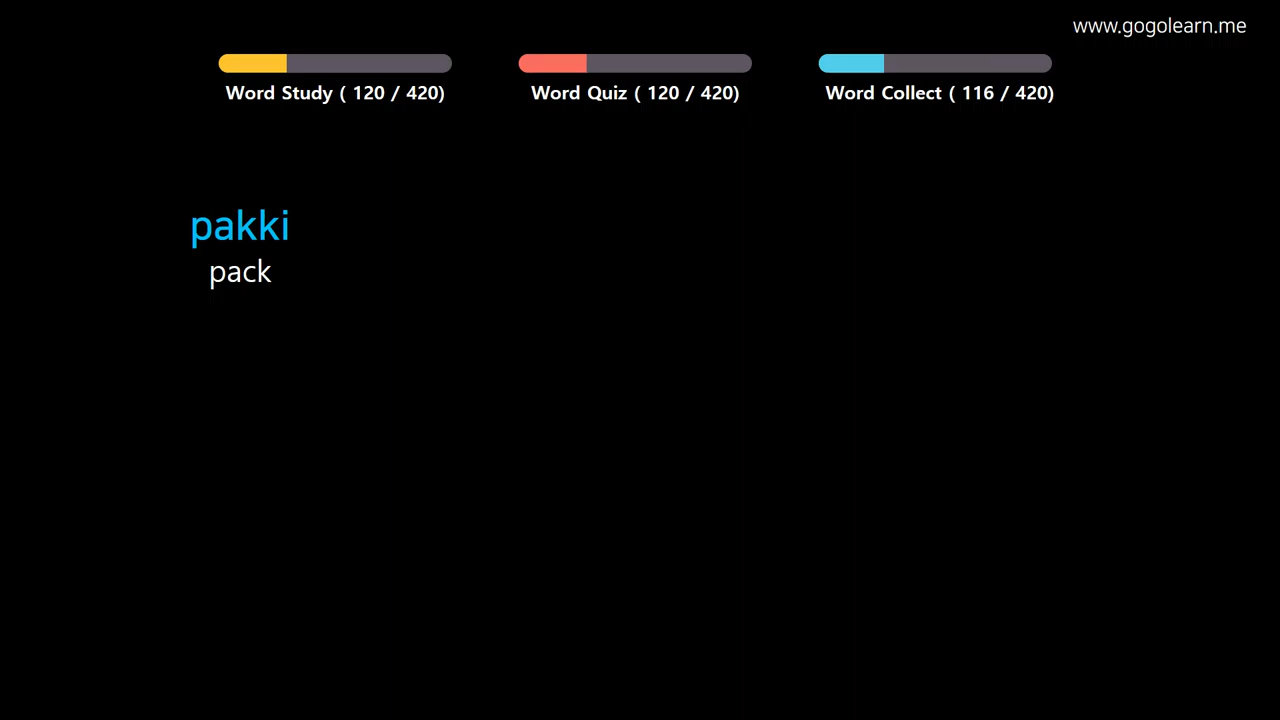 www.gogolearn.me
Word Study ( 120 / 420)
Word Quiz ( 120 / 420)
Word Collect ( 116 / 420)
pakki
pack